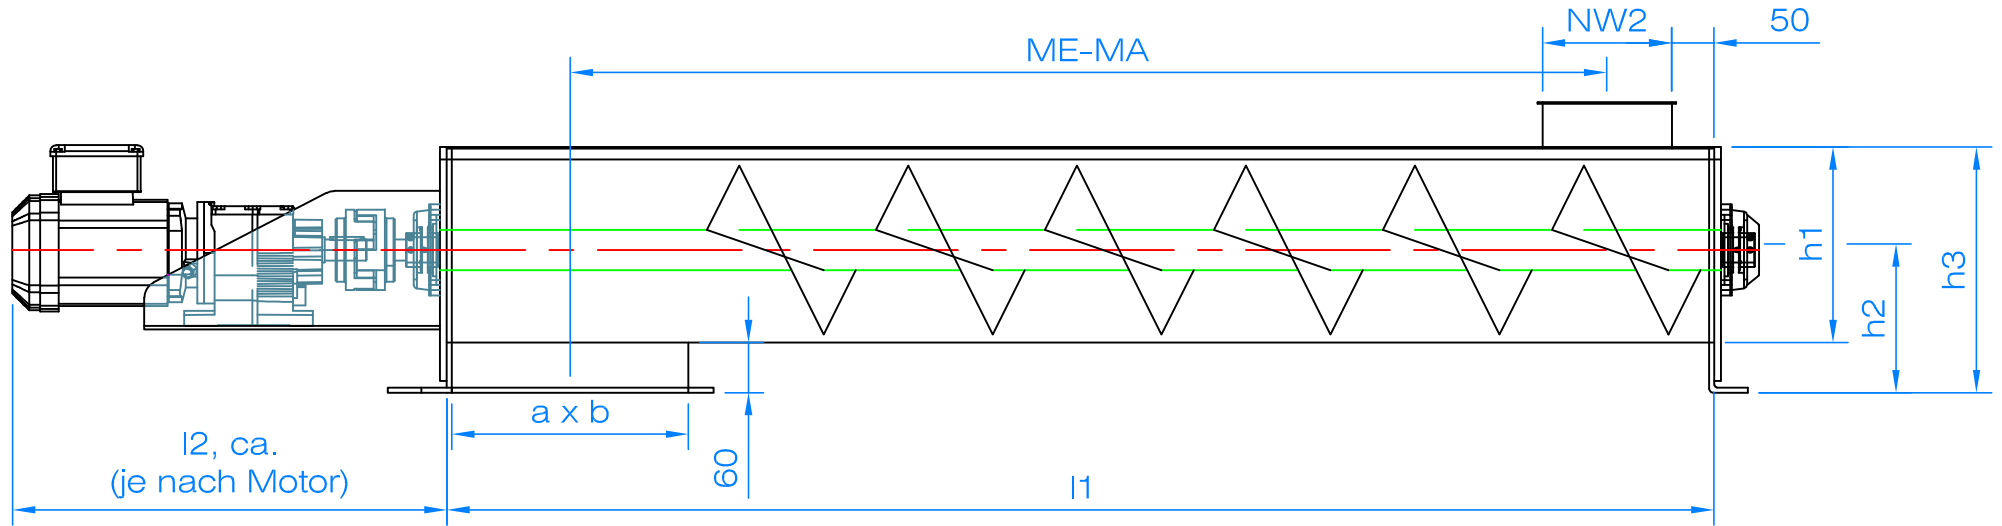 NW2
50
ME-MA
h1
h3
h2
a x b
l2, ca.
(je nach Motor)
60
l1